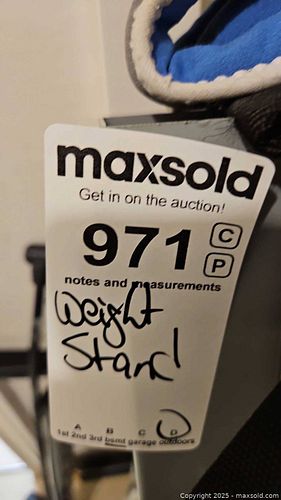 maxsold
Get in on the auction!
971 C
P
notes and measurements
Weight
Stand
A B C D
1st 2nd 3rd bsmt garage outdoors
Copyright 2025 - maxsold.com